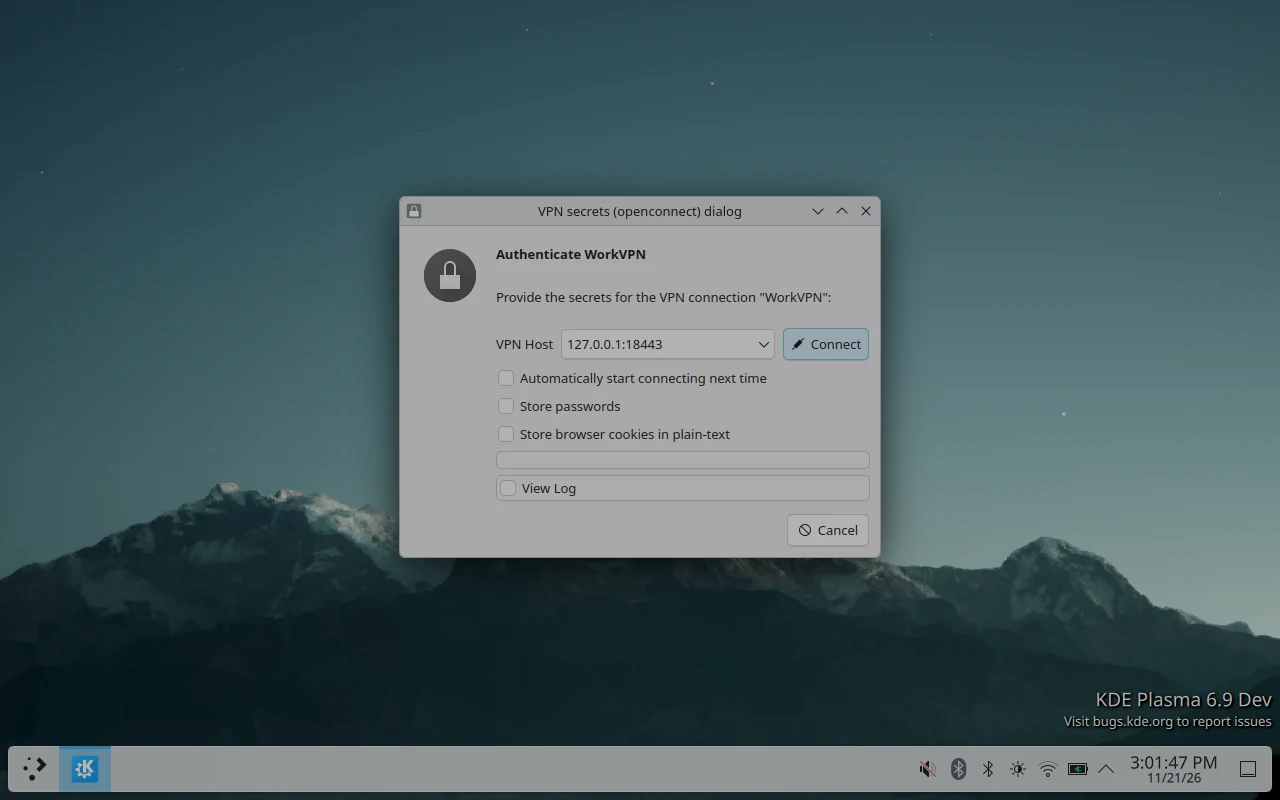 VPN secrets (openconnect) dialog
Authenticate WorkVPN
Provide the secrets for the VPN connection "WorkVPN":
VPN Host 127.0.0.1:18443 Connect
Automatically start connecting next time
Store passwords
Store browser cookies in plain-text
View Log
Cancel
KDE Plasma 6.9 Dev
Visit bugs.kde.org to report issues
3:01:47 PM
11/21/26